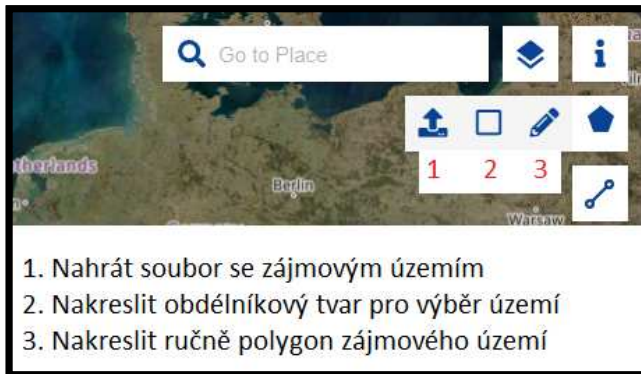 Go to Place
i
1 2 3
Berlin
Warsaw
1. Nahrát soubor se zájmovým územím
2. Nakreslit obdélníkový tvar pro výběr území
3. Nakreslit ručně polygon zájmového území